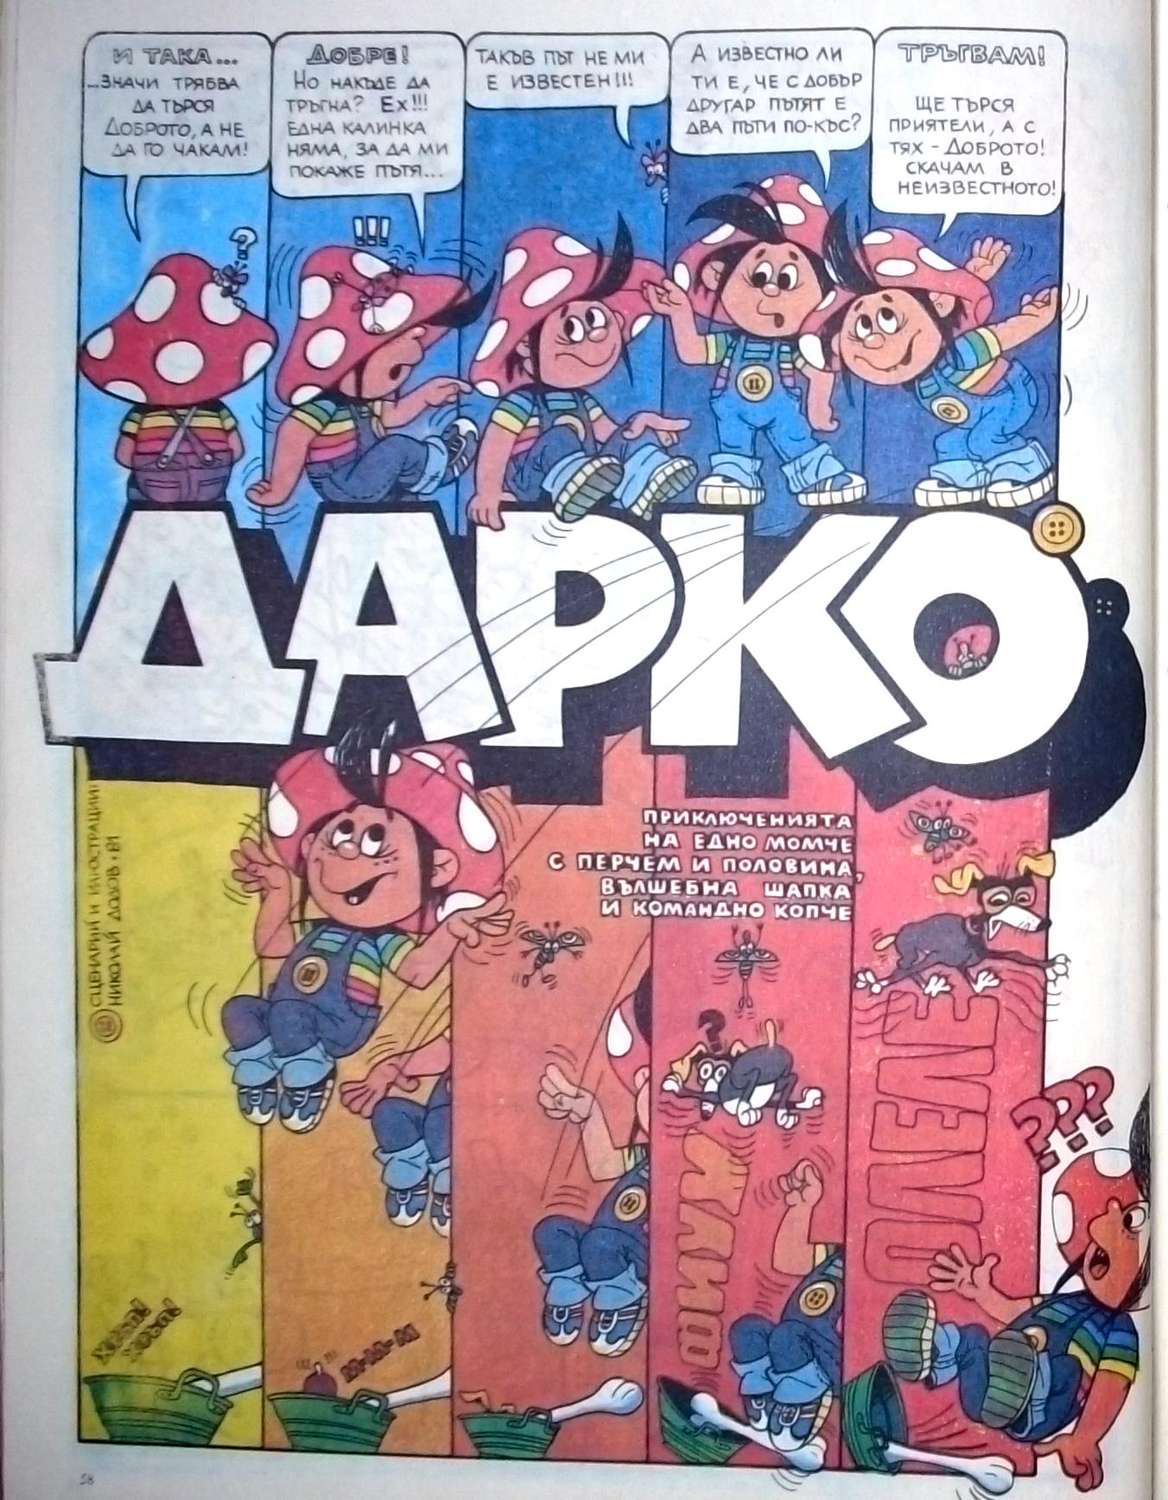 И ТАКА...
...ЗНАЧИ ТРЯБВА
ДА ТЪРСЯ
ДОБРОТО, А НЕ
ДА ГО ЧАКАМ!
ДОБРЕ!
НО НАКЪДЕ ДА
ТРЪГНА? ЕХ!!!
ЕДНА КАЛИНКА
НЯМА, ЗА ДА МИ
ПОКАЖЕ ПЪТЯ...
ТАКЪВ ПЪТ НЕ МИ
Е ИЗВЕСТЕН!!!
А ИЗВЕСТНО ЛИ
ТИ Е, ЧЕ С ДОБЪР
ДРУГАР ПЪТЯТ Е
ДВА ПЪТИ ПО-КЪС?
ТРЪГВАМ!
ЩЕ ТЪРСЯ
ПРИЯТЕЛИ, А С
ТЯХ - ДОБРОТО!
СКАЧАМ В
НЕИЗВЕСТНОТО!
?
!!!
ДАРКО
ПРИКЛЮЧЕНИЯТА
НА ЕДНО МОМЧЕ
С ПЕРЧЕМ И ПОЛОВИНА,
ВЪЛШЕБНА ШАПКА
И КОМАНДНО КОПЧЕ
СЦЕНАРИЙ И ИЛЮСТРАЦИИ:
НИКОЛАЙ ДОДОВ • 81
ХРЪП!
ХРЪП!
М-М-М
?
ФИУУ
ОЛЕЛЕ
???
58